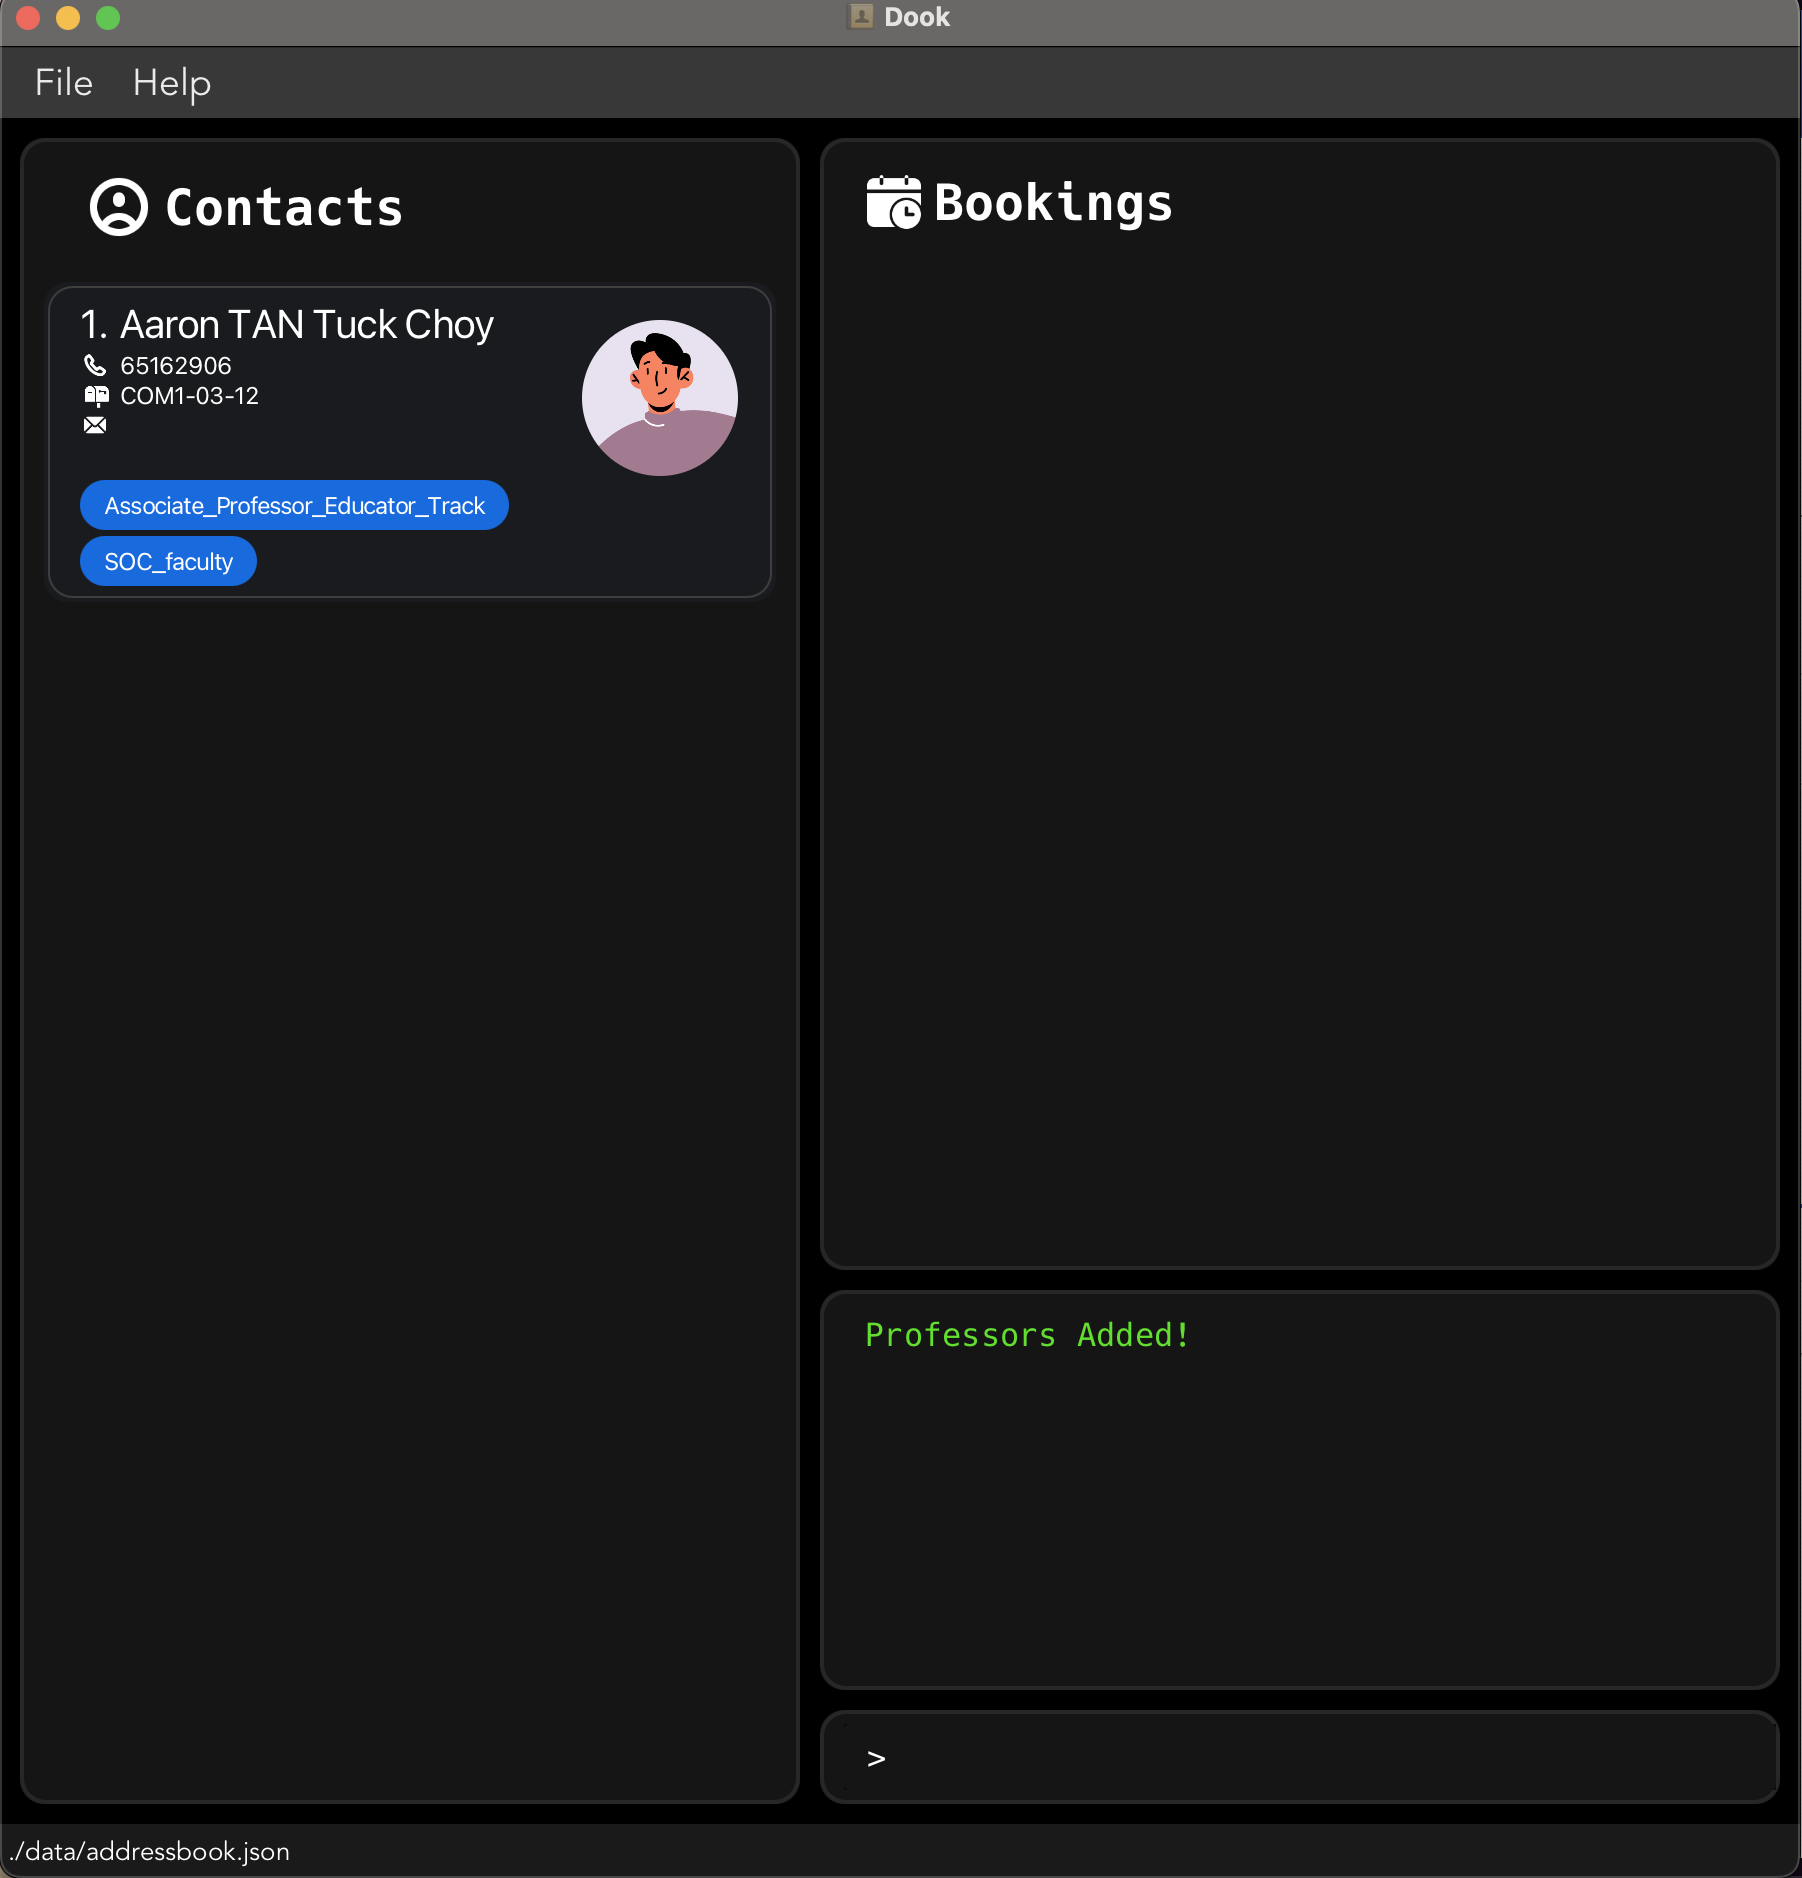 Dook
File Help
Contacts
1. Aaron TAN Tuck Choy
65162906
COM1-03-12
Associate_Professor_Educator_Track
SOC_faculty
Bookings
Professors Added!
>
./data/addressbook.json